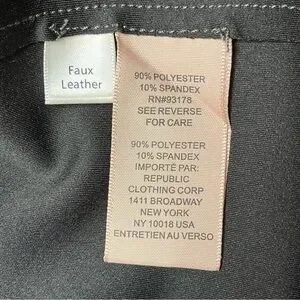 Faux
Leather
90% POLYESTER
10% SPANDEX
RN#93178
SEE REVERSE
FOR CARE
90% POLYESTER
10% SPANDEX
IMPORTÉ PAR:
REPUBLIC
CLOTHING CORP
1411 BROADWAY
NEW YORK
NY 10018 USA
ENTRETIEN AU VERSO